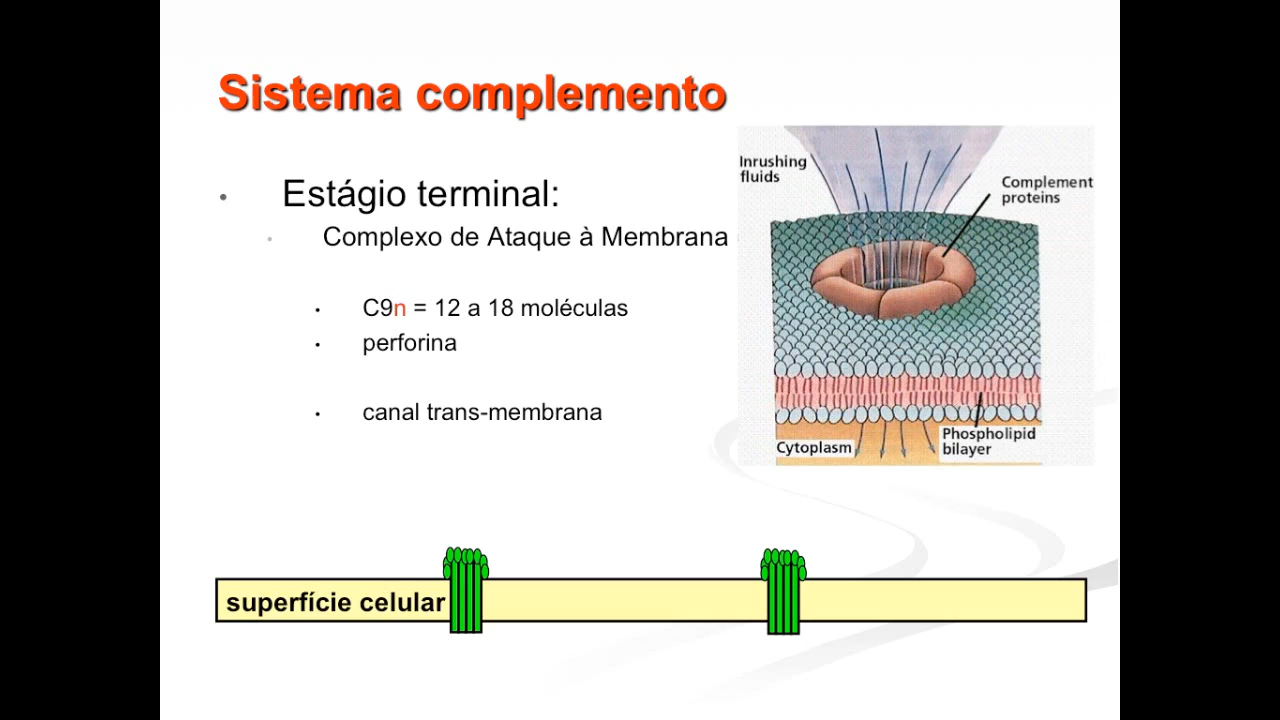 Sistema complemento
Estágio terminal:
Complexo de Ataque à Membrana
C9n = 12 a 18 moléculas
perforina
canal trans-membrana
Inrushing
fluids
Complement
proteins
Cytoplasm
Phospholipid
bilayer
superfície celular